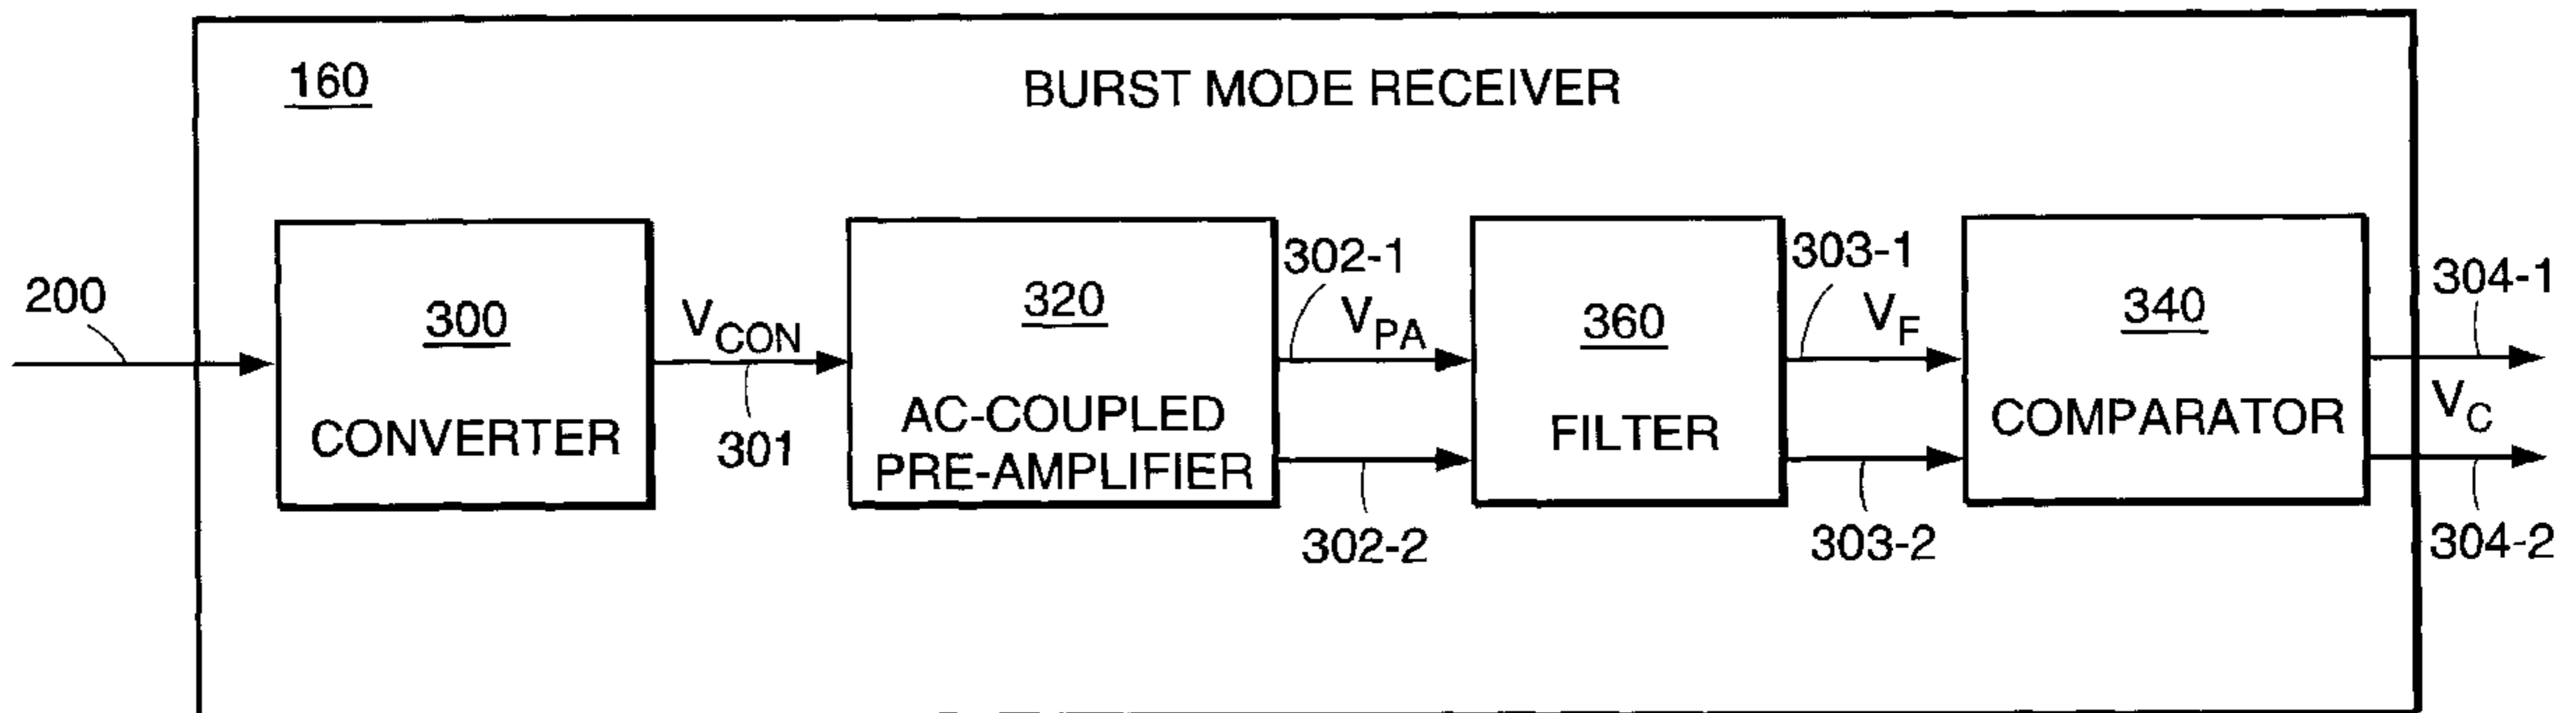 160
BURST MODE RECEIVER
200
300
CONVERTER
V_CON
301
320
AC-COUPLED
PRE-AMPLIFIER
302-1
V_PA
302-2
360
FILTER
303-1
V_F
303-2
340
COMPARATOR
304-1
V_C
304-2